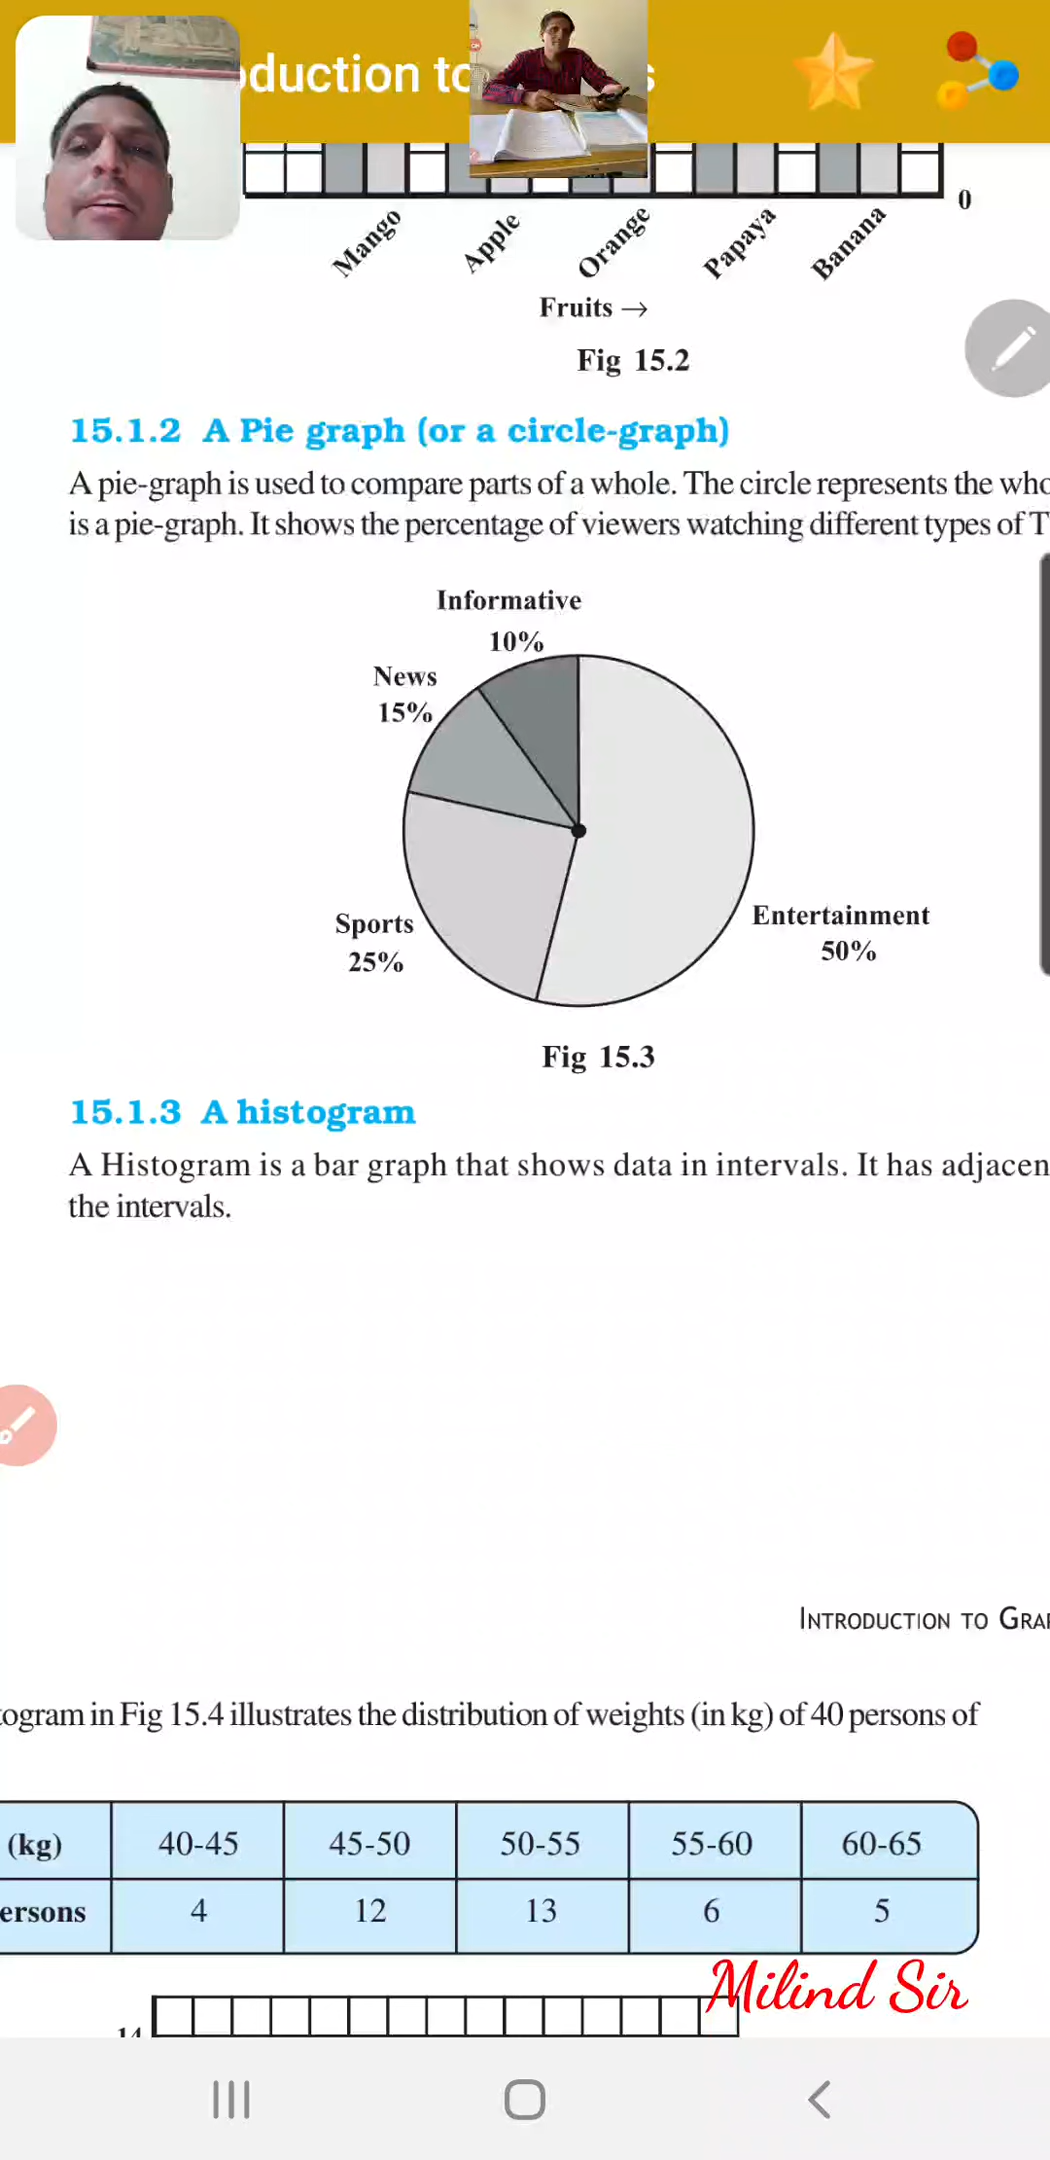 oduction to s
0
Mango Apple Orange Papaya Banana
Fruits →
Fig 15.2
15.1.2 A Pie graph (or a circle-graph)
A pie-graph is used to compare parts of a whole. The circle represents the who
is a pie-graph. It shows the percentage of viewers watching different types of T
Informative
10%
News
15%
Sports
25%
Entertainment
50%
Fig 15.3
15.1.3 A histogram
A Histogram is a bar graph that shows data in intervals. It has adjacen
the intervals.
INTRODUCTION TO GRA
togram in Fig 15.4 illustrates the distribution of weights (in kg) of 40 persons of
(kg) 40-45 45-50 50-55 55-60 60-65
ersons 4 12 13 6 5
Milind Sir
14